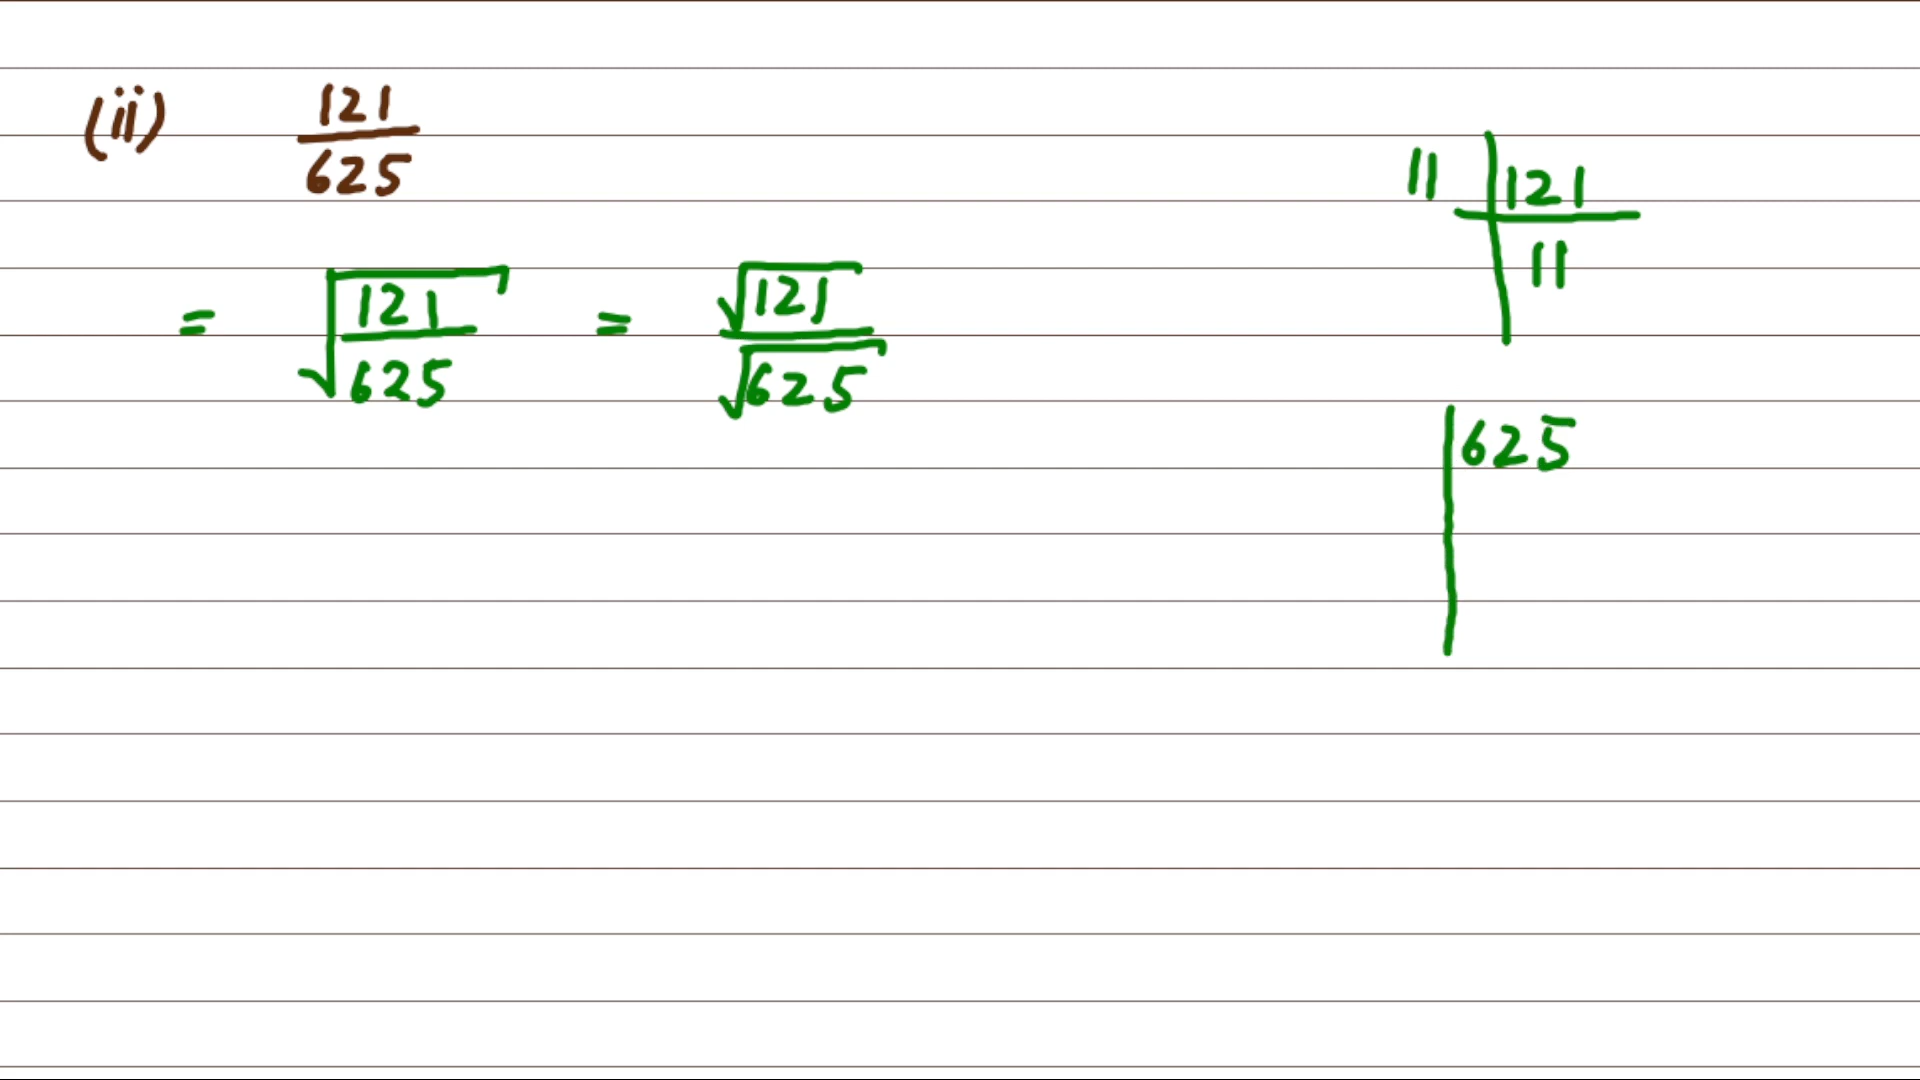 (ii) 121/625
= √(121/625) = √121/√625
11 | 121
11
| 625